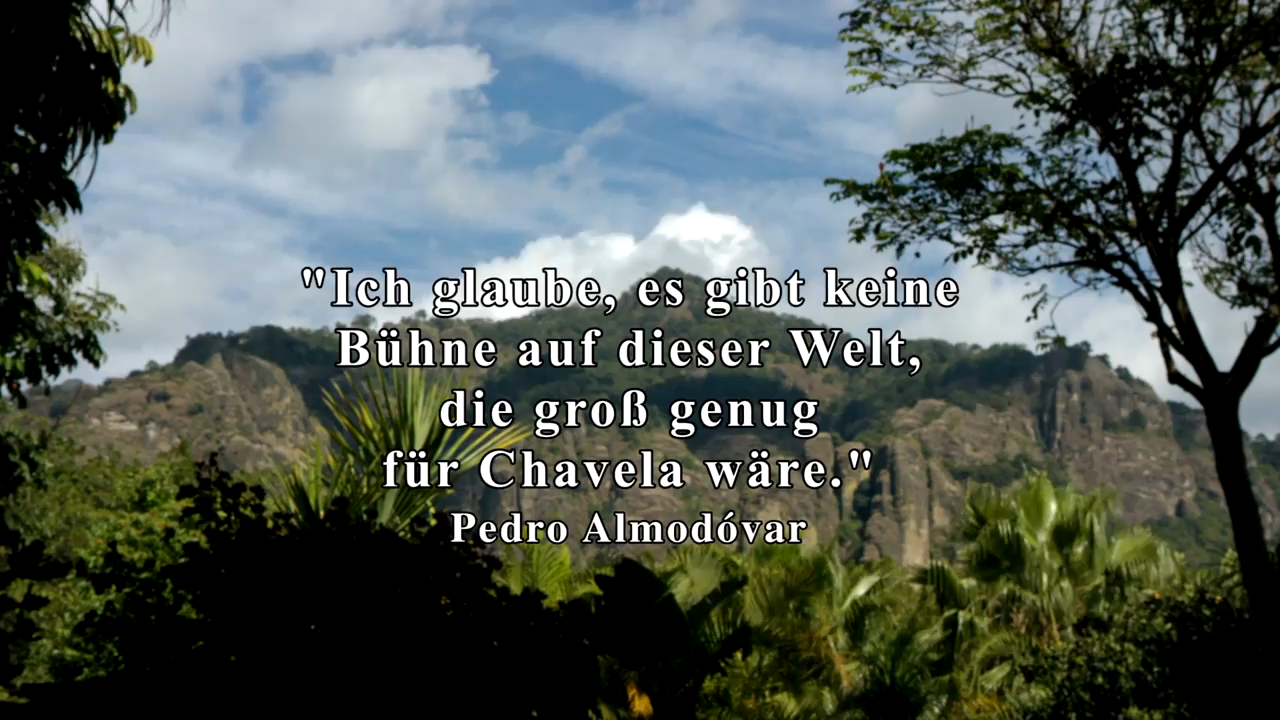 "Ich glaube, es gibt keine
Bühne auf dieser Welt,
die groß genug
für Chavela wäre."
Pedro Almodóvar